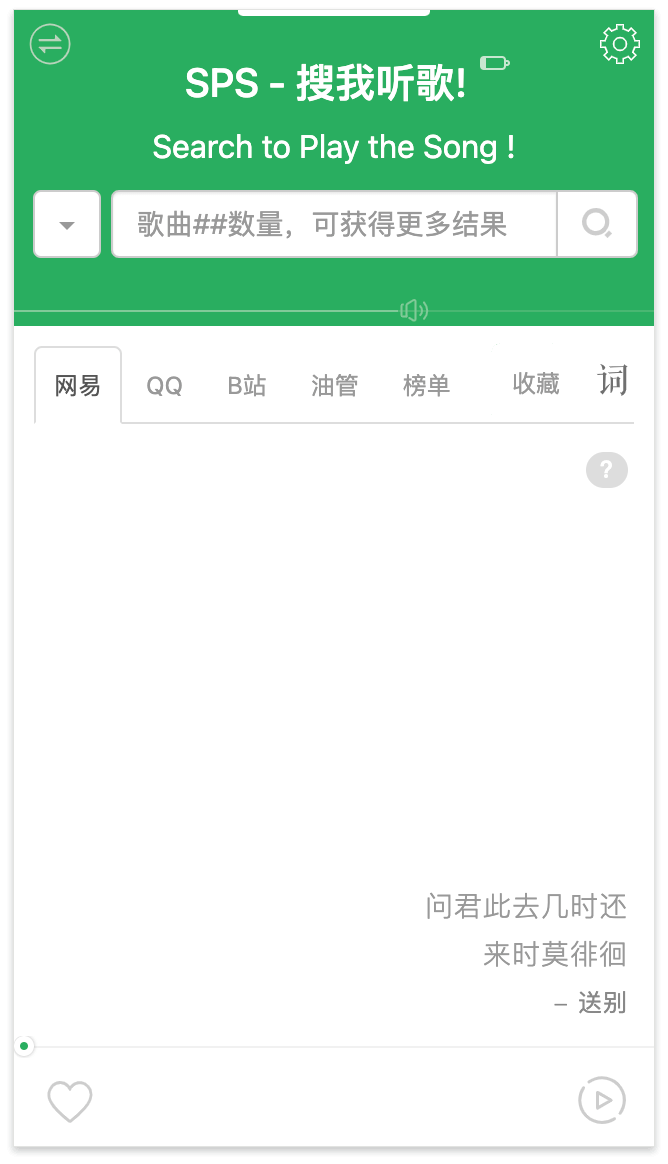 SPS - 搜我听歌!
Search to Play the Song !
歌曲##数量，可获得更多结果
网易 QQ B站 油管 榜单 收藏 词
?
问君此去几时还
来时莫徘徊
– 送别